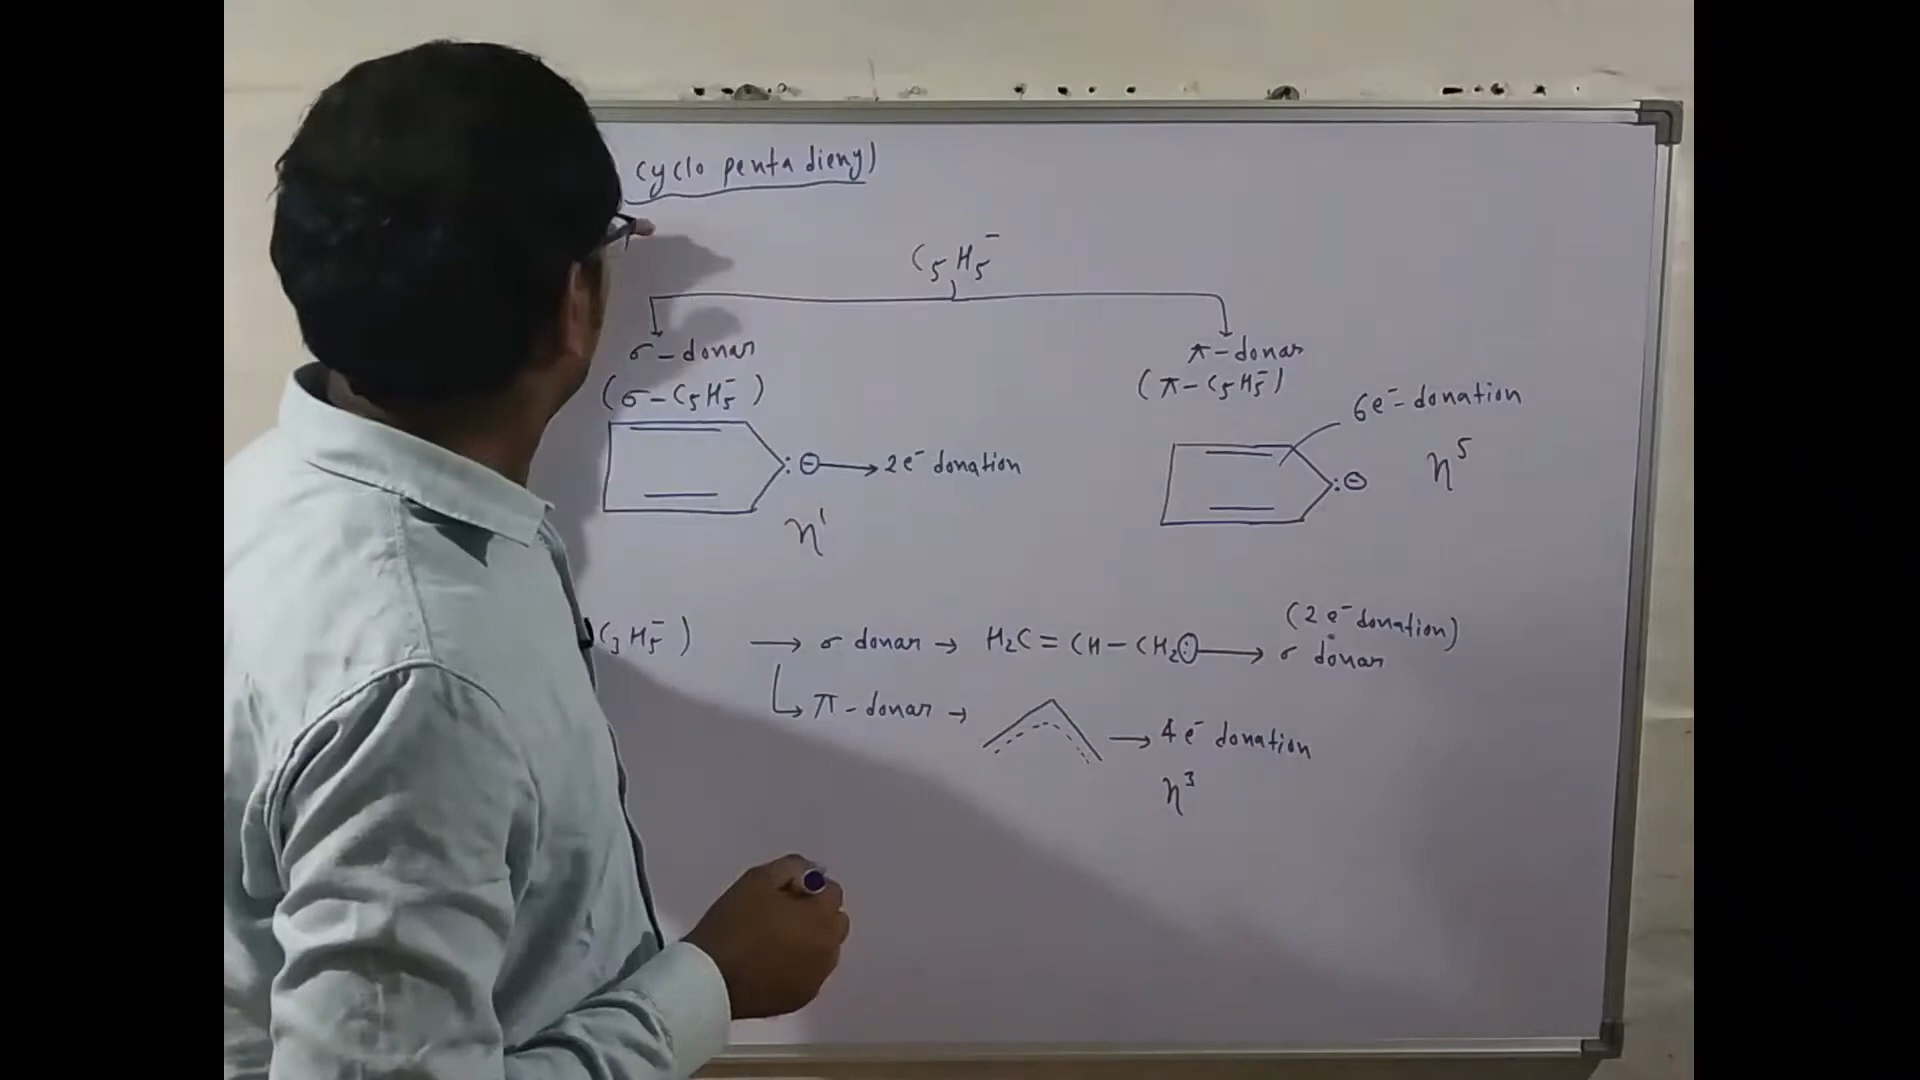 cyclo penta dienyl
C₅H₅⁻
σ-donar
π-donar
(σ-C₅H₅⁻)
(π-C₅H₅⁻)
6e⁻-donation
:⊖→2e⁻ donation
:⊖
η⁵
η¹
C₃H₅⁻) → σ donar → H₂C=CH-CH₂⊙→ σ donar
(2e⁻donation)
π-donar → → 4e⁻ donation
η³